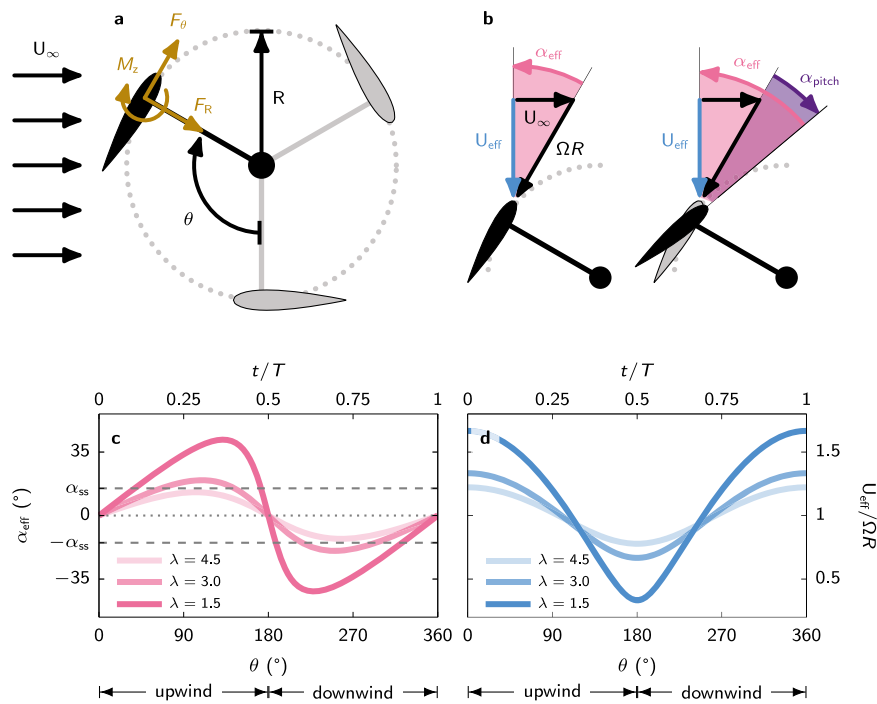 a
U∞
Fθ
Mz
FR
R
θ
b
αeff
U∞
Ueff
ΩR
αeff
αpitch
Ueff
t/T
0 0.25 0.5 0.75 1
c
35
αss
0
−αss
−35
αeff (°)
λ = 4.5
λ = 3.0
λ = 1.5
0 90 180 270 360
θ (°)
upwind downwind
t/T
0 0.25 0.5 0.75 1
d
1.5
1
0.5
Ueff/ΩR
λ = 4.5
λ = 3.0
λ = 1.5
0 90 180 270 360
θ (°)
upwind downwind